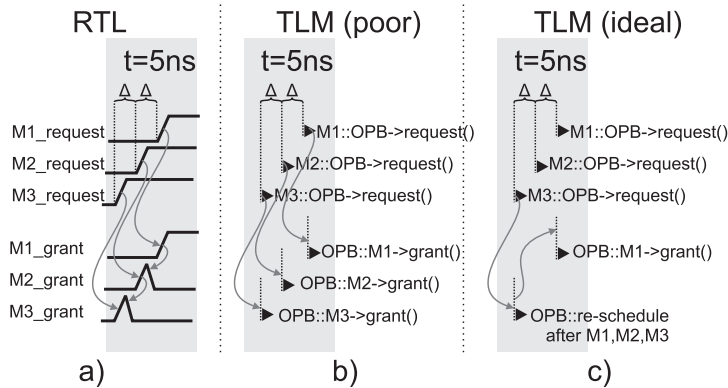 RTL
t=5ns
Δ Δ
M1_request
M2_request
M3_request
M1_grant
M2_grant
M3_grant
a)
TLM (poor)
t=5ns
Δ Δ
M1::OPB->request()
M2::OPB->request()
M3::OPB->request()
OPB::M1->grant()
OPB::M2->grant()
OPB::M3->grant()
b)
TLM (ideal)
t=5ns
Δ Δ
M1::OPB->request()
M2::OPB->request()
M3::OPB->request()
OPB::M1->grant()
OPB::re-schedule
after M1,M2,M3
c)